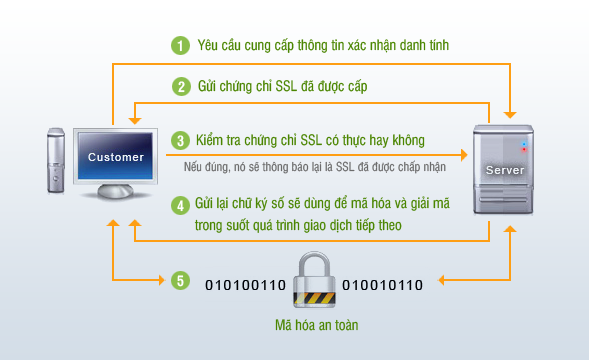 1 Yêu cầu cung cấp thông tin xác nhận danh tính
2 Gửi chứng chỉ SSL đã được cấp
3 Kiểm tra chứng chỉ SSL có thực hay không
Customer
Nếu đúng, nó sẽ thông báo lại là SSL đã được chấp nhận
Server
4 Gửi lại chữ ký số sẽ dùng để mã hóa và giải mã
trong suốt quá trình giao dịch tiếp theo
5 010100110 010010110
Mã hóa an toàn